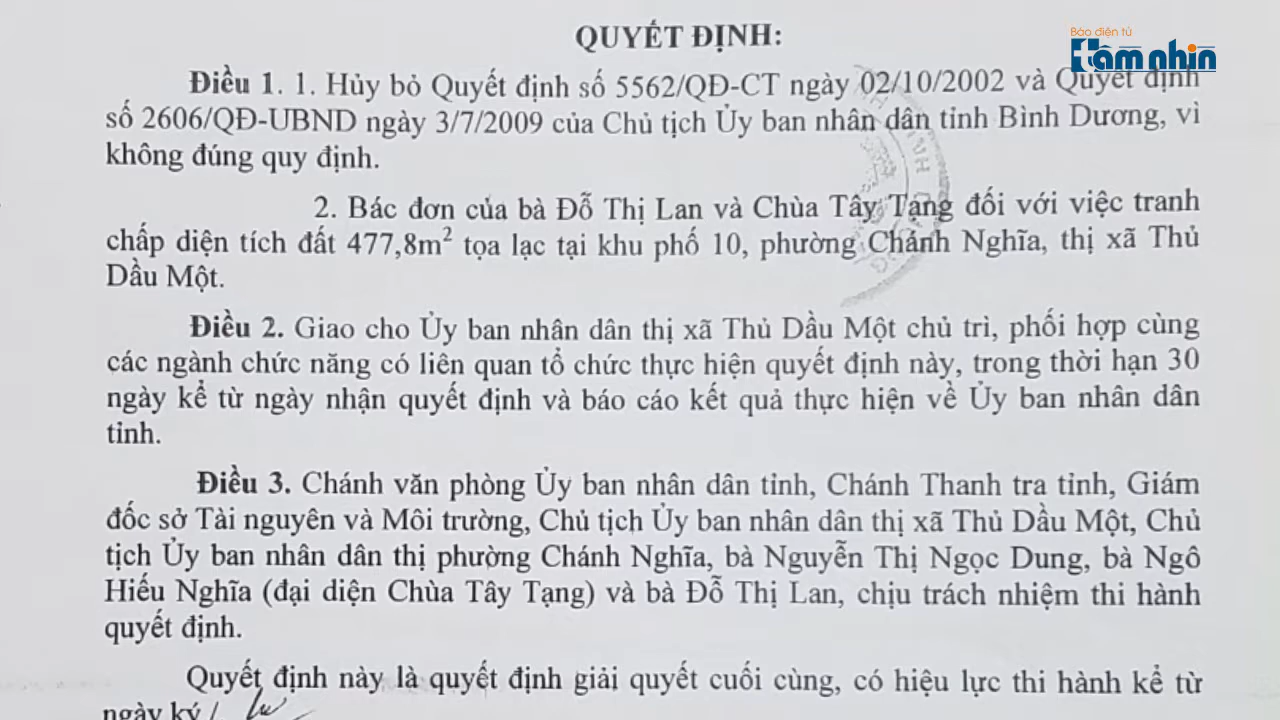 Báo điện tử
tầm nhìn
QUYẾT ĐỊNH:
Điều 1. 1. Hủy bỏ Quyết định số 5562/QĐ-CT ngày 02/10/2002 và Quyết định
số 2606/QĐ-UBND ngày 3/7/2009 của Chủ tịch Ủy ban nhân dân tỉnh Bình Dương, vì
không đúng quy định.
2. Bác đơn của bà Đỗ Thị Lan và Chùa Tây Tạng đối với việc tranh
chấp diện tích đất 477,8m² tọa lạc tại khu phố 10, phường Chánh Nghĩa, thị xã Thủ
Dầu Một.
Điều 2. Giao cho Ủy ban nhân dân thị xã Thủ Dầu Một chủ trì, phối hợp cùng
các ngành chức năng có liên quan tổ chức thực hiện quyết định này, trong thời hạn 30
ngày kể từ ngày nhận quyết định và báo cáo kết quả thực hiện về Ủy ban nhân dân
tỉnh.
Điều 3. Chánh văn phòng Ủy ban nhân dân tỉnh, Chánh Thanh tra tỉnh, Giám
đốc sở Tài nguyên và Môi trường, Chủ tịch Ủy ban nhân dân thị xã Thủ Dầu Một, Chủ
tịch Ủy ban nhân dân thị phường Chánh Nghĩa, bà Nguyễn Thị Ngọc Dung, bà Ngô
Hiếu Nghĩa (đại diện Chùa Tây Tạng) và bà Đỗ Thị Lan, chịu trách nhiệm thi hành
quyết định.
Quyết định này là quyết định giải quyết cuối cùng, có hiệu lực thi hành kể từ
ngày ký./.